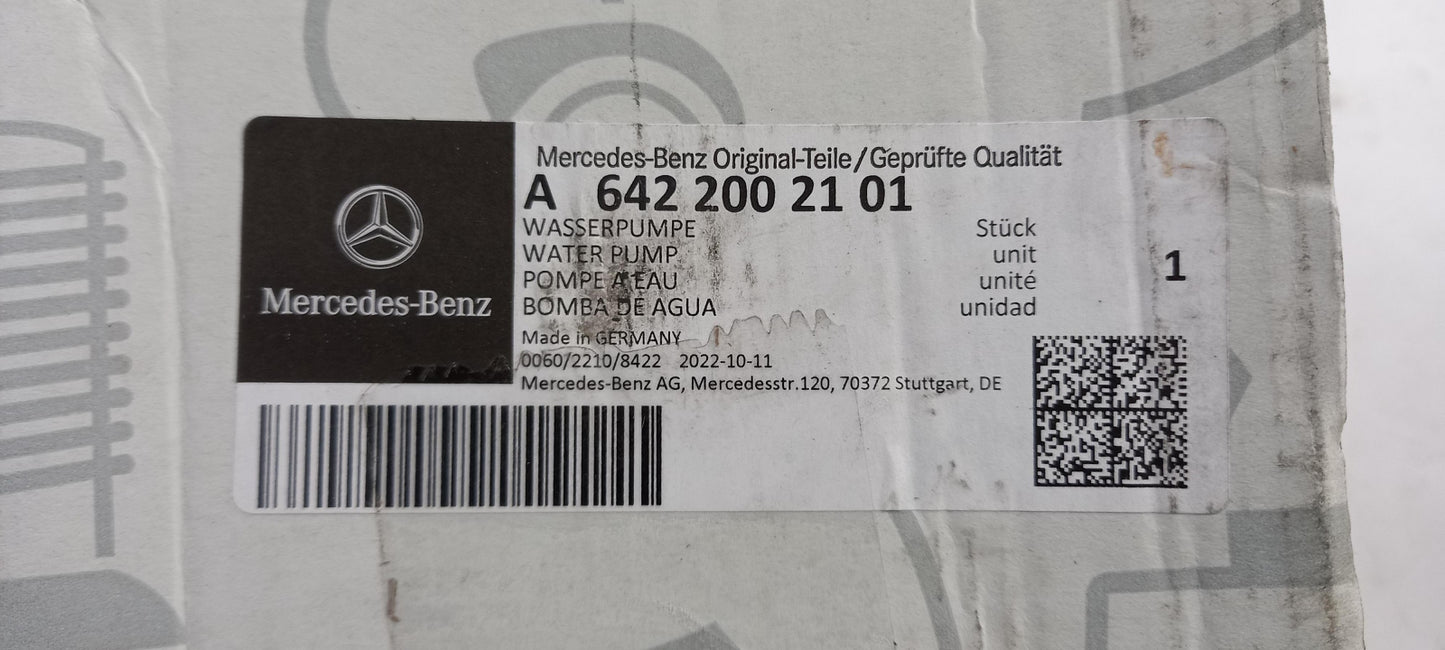 Mercedes-Benz
Mercedes-Benz Original-Teile/Geprüfte Qualität
A 642 200 21 01
WASSERPUMPE Stück
WATER PUMP unit
POMPE A EAU unité
BOMBA DE AGUA unidad
1
Made in GERMANY
0060/2210/8422 2022-10-11
Mercedes-Benz AG, Mercedesstr.120, 70372 Stuttgart, DE